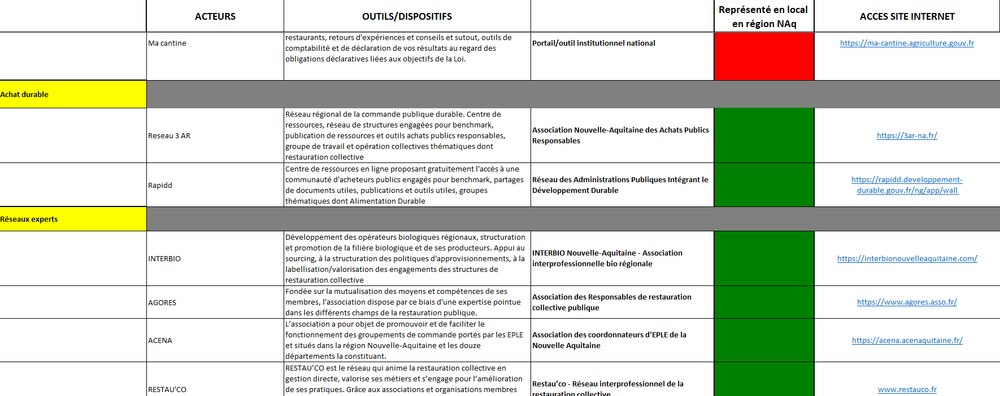 ACTEURS
OUTILS/DISPOSITIFS
Représenté en local
en région NAq
ACCES SITE INTERNET
Ma cantine
restaurants, retours d'expériences et conseils et sutout, outils de
comptabilité et de déclaration de vos résultats au regard des
obligations déclaratives liées aux objectifs de la Loi.
Portail/outil institutionnel national
https://ma-cantine.agriculture.gouv.fr
Achat durable
Reseau 3 AR
Réseau régional de la commande publique durable. Centre de
ressources, réseau de structures engagées pour benchmark,
publication de ressources et outils achats publics responsables,
groupe de travail et opération collectives thématiques dont
restauration collective
Association Nouvelle-Aquitaine des Achats Publics
Responsables
https://3ar-na.fr/
Rapidd
Centre de ressources en ligne proposant gratuitement l'accès à une
communauté d'acheteurs publics engagés pour benchmark, partages
de documents utiles, publications et outils utiles, groupes
thématiques dont Alimentation Durable
Réseau des Administrations Publiques Intégrant le
Développement Durable
https://rapidd.developpement-
durable.gouv.fr/ng/app/wall
Réseaux experts
INTERBIO
Développement des opérateurs biologiques régionaux, structuration
et promotion de la filière biologique et de ses producteurs. Appui au
sourcing, à la structuration des politiques d'approvisionnements, à la
labellisation/valorisation des engagements des structures de
restauration collective
INTERBIO Nouvelle-Aquitaine - Association
interprofessionnelle bio régionale
https://interbionouvelleaquitaine.com/
AGORES
Fondée sur la mutualisation des moyens et compétences de ses
membres, l'association dispose par ce biais d'une expertise pointue
dans les différents champs de la restauration publique.
Association des Responsables de restauration
collective publique
https://www.agores.asso.fr/
ACENA
L’association a pour objet de promouvoir et de faciliter le
fonctionnement des groupements de commande portés par les EPLE
et situés dans la région Nouvelle-Aquitaine et les douze
départements la constituant.
Association des coordonnateurs d'EPLE de la
Nouvelle Aquitaine
https://acena.acenaquitaine.fr/
RESTAU'CO
RESTAU’CO est le réseau qui anime la restauration collective en
gestion directe, valorise ses métiers et s’engage pour l’amélioration
de ses pratiques. Grâce aux associations et organisations membres
Restau’co - Réseau interprofessionnel de la
restauration collective
www.restauco.fr